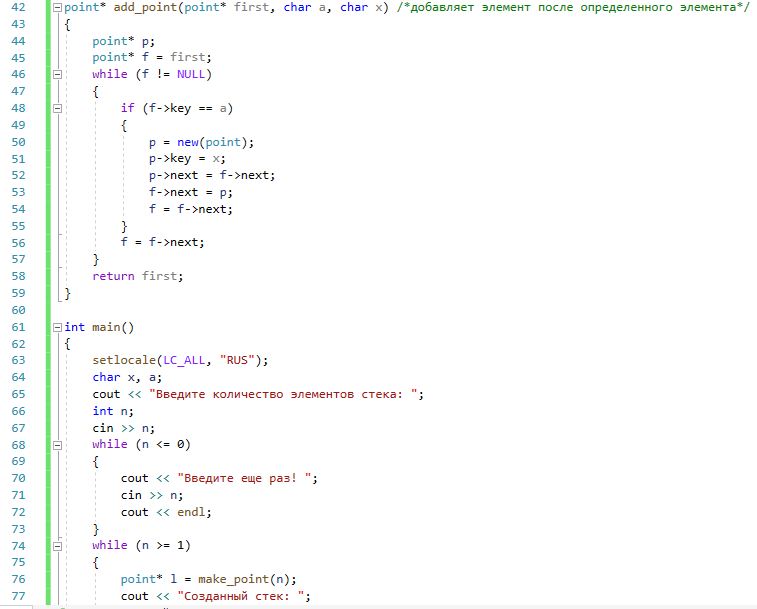 42 point* add_point(point* first, char a, char x) /*добавляет элемент после определенного элемента*/
43 {
44 point* p;
45 point* f = first;
46 while (f != NULL)
47 {
48 if (f->key == a)
49 {
50 p = new(point);
51 p->key = x;
52 p->next = f->next;
53 f->next = p;
54 f = f->next;
55 }
56 f = f->next;
57 }
58 return first;
59 }
60
61 int main()
62 {
63 setlocale(LC_ALL, "RUS");
64 char x, a;
65 cout << "Введите количество элементов стека: ";
66 int n;
67 cin >> n;
68 while (n <= 0)
69 {
70 cout << "Введите еще раз! ";
71 cin >> n;
72 cout << endl;
73 }
74 while (n >= 1)
75 {
76 point* l = make_point(n);
77 cout << "Созданный стек: ";